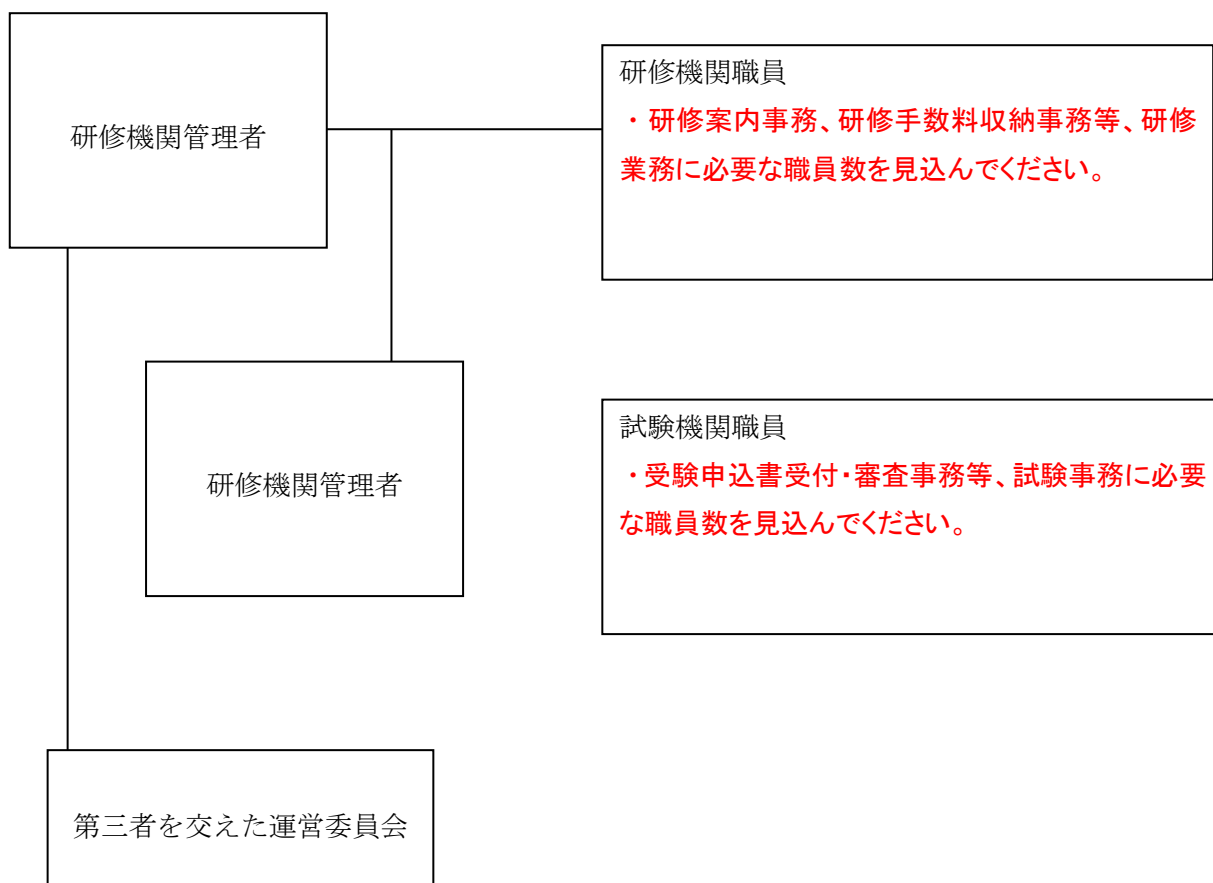 研修機関管理者
研修機関職員
・研修案内事務、研修手数料収納事務等、研修
業務に必要な職員数を見込んでください。
研修機関管理者
試験機関職員
・受験申込書受付・審査事務等、試験事務に必要
な職員数を見込んでください。
第三者を交えた運営委員会